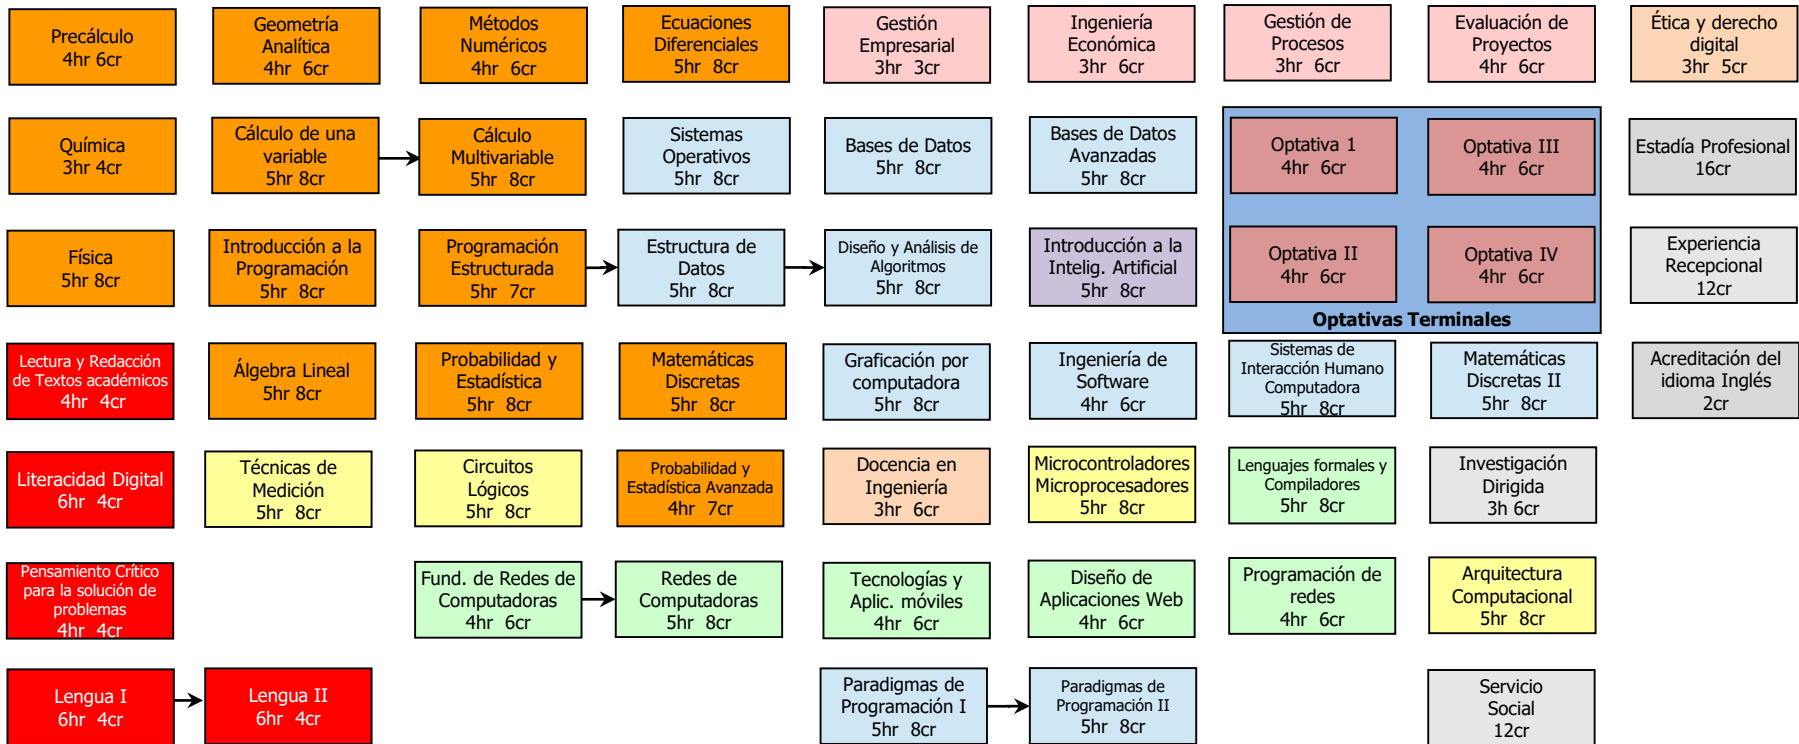 Precálculo
4hr 6cr
Geometría
Analítica
4hr 6cr
Métodos
Numéricos
4hr 6cr
Ecuaciones
Diferenciales
5hr 8cr
Gestión
Empresarial
3hr 3cr
Ingeniería
Económica
3hr 6cr
Gestión de
Procesos
3hr 6cr
Evaluación de
Proyectos
4hr 6cr
Ética y derecho
digital
3hr 5cr
Química
3hr 4cr
Cálculo de una
variable
5hr 8cr
Cálculo
Multivariable
5hr 8cr
Sistemas
Operativos
5hr 8cr
Bases de Datos
5hr 8cr
Bases de Datos
Avanzadas
5hr 8cr
Optativa 1
4hr 6cr
Optativa III
4hr 6cr
Estadía Profesional
16cr
Física
5hr 8cr
Introducción a la
Programación
5hr 8cr
Programación
Estructurada
5hr 7cr
Estructura de
Datos
5hr 8cr
Diseño y Análisis de
Algoritmos
5hr 8cr
Introducción a la
Intelig. Artificial
5hr 8cr
Optativa II
4hr 6cr
Optativa IV
4hr 6cr
Experiencia
Recepcional
12cr
Optativas Terminales
Lectura y Redacción
de Textos académicos
4hr 4cr
Álgebra Lineal
5hr 8cr
Probabilidad y
Estadística
5hr 8cr
Matemáticas
Discretas
5hr 8cr
Graficación por
computadora
5hr 8cr
Ingeniería de
Software
4hr 6cr
Sistemas de
Interacción Humano
Computadora
5hr 8cr
Matemáticas
Discretas II
5hr 8cr
Acreditación del
idioma Inglés
2cr
Literacidad Digital
6hr 4cr
Técnicas de
Medición
5hr 8cr
Circuitos
Lógicos
5hr 8cr
Probabilidad y
Estadística Avanzada
4hr 7cr
Docencia en
Ingeniería
3hr 6cr
Microcontroladores
Microprocesadores
5hr 8cr
Lenguajes formales y
Compiladores
5hr 8cr
Investigación
Dirigida
3h 6cr
Pensamiento Crítico
para la solución de
problemas
4hr 4cr
Fund. de Redes de
Computadoras
4hr 6cr
Redes de
Computadoras
5hr 8cr
Tecnologías y
Aplic. móviles
4hr 6cr
Diseño de
Aplicaciones Web
4hr 6cr
Programación de
redes
4hr 6cr
Arquitectura
Computacional
5hr 8cr
Lengua I
6hr 4cr
Lengua II
6hr 4cr
Paradigmas de
Programación I
5hr 8cr
Paradigmas de
Programación II
5hr 8cr
Servicio
Social
12cr